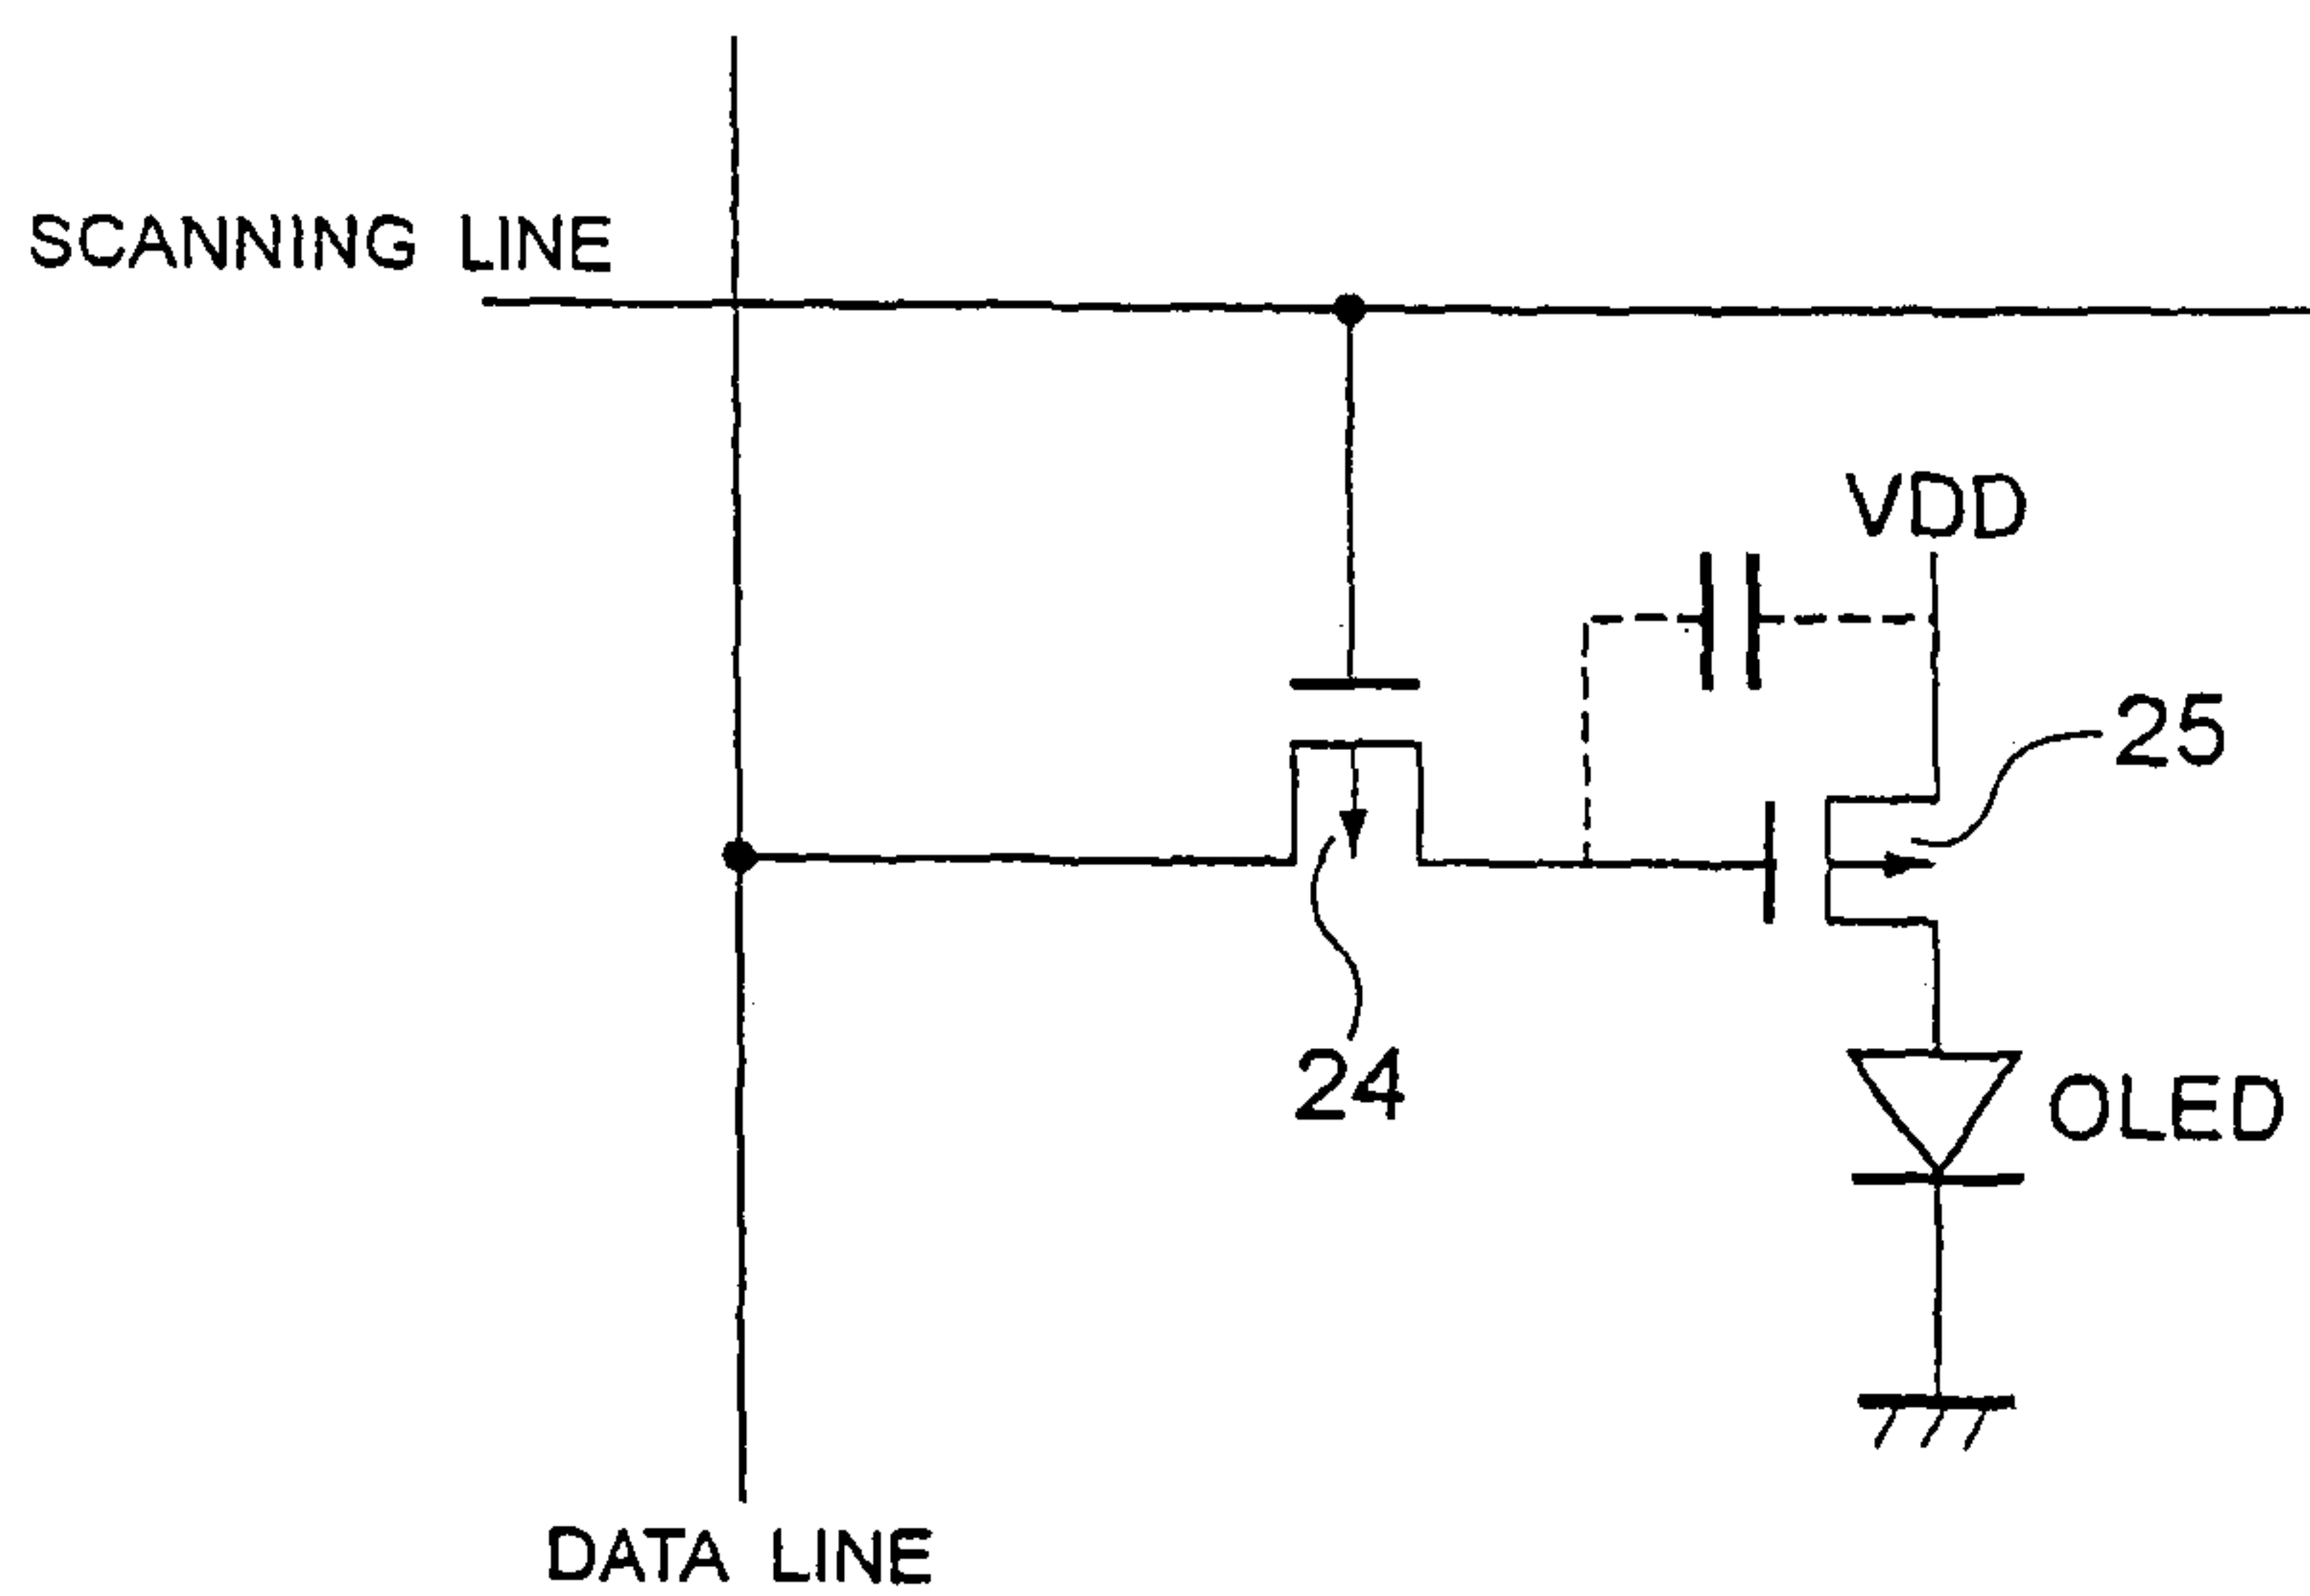 SCANNING LINE
VDD
25
24
OLED
DATA LINE